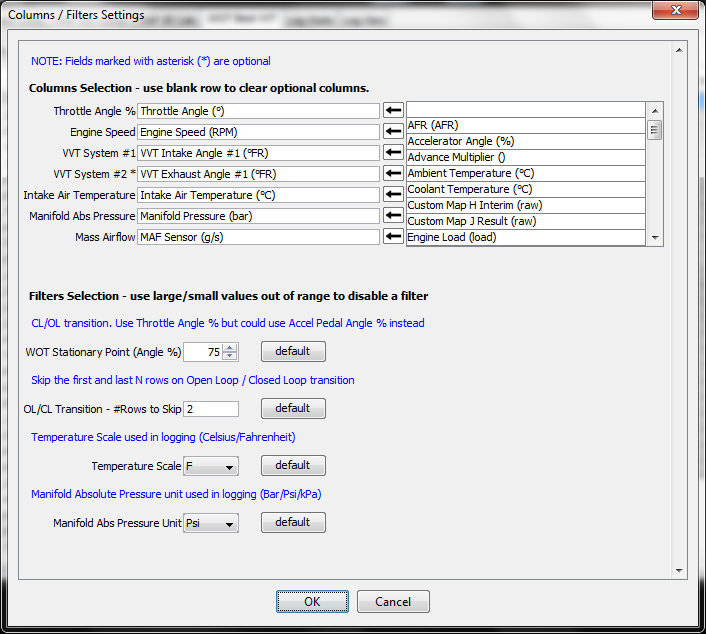 Columns / Filters Settings
NOTE: Fields marked with asterisk (*) are optional
Columns Selection - use blank row to clear optional columns.
Throttle Angle % Throttle Angle (°)
Engine Speed Engine Speed (RPM) AFR (AFR)
VVT System #1 VVT Intake Angle #1 (°FR) Accelerator Angle (%)
Advance Multiplier ()
VVT System #2 * VVT Exhaust Angle #1 (°FR) Ambient Temperature (°C)
Intake Air Temperature Intake Air Temperature (°C) Coolant Temperature (°C)
Custom Map H Interim (raw)
Manifold Abs Pressure Manifold Pressure (bar) Custom Map J Result (raw)
Mass Airflow MAF Sensor (g/s) Engine Load (load)
Filters Selection - use large/small values out of range to disable a filter
CL/OL transition. Use Throttle Angle % but could use Accel Pedal Angle % instead
WOT Stationary Point (Angle %) 75 default
Skip the first and last N rows on Open Loop / Closed Loop transition
OL/CL Transition - #Rows to Skip 2 default
Temperature Scale used in logging (Celsius/Fahrenheit)
Temperature Scale F default
Manifold Absolute Pressure unit used in logging (Bar/Psi/kPa)
Manifold Abs Pressure Unit Psi default
OK Cancel